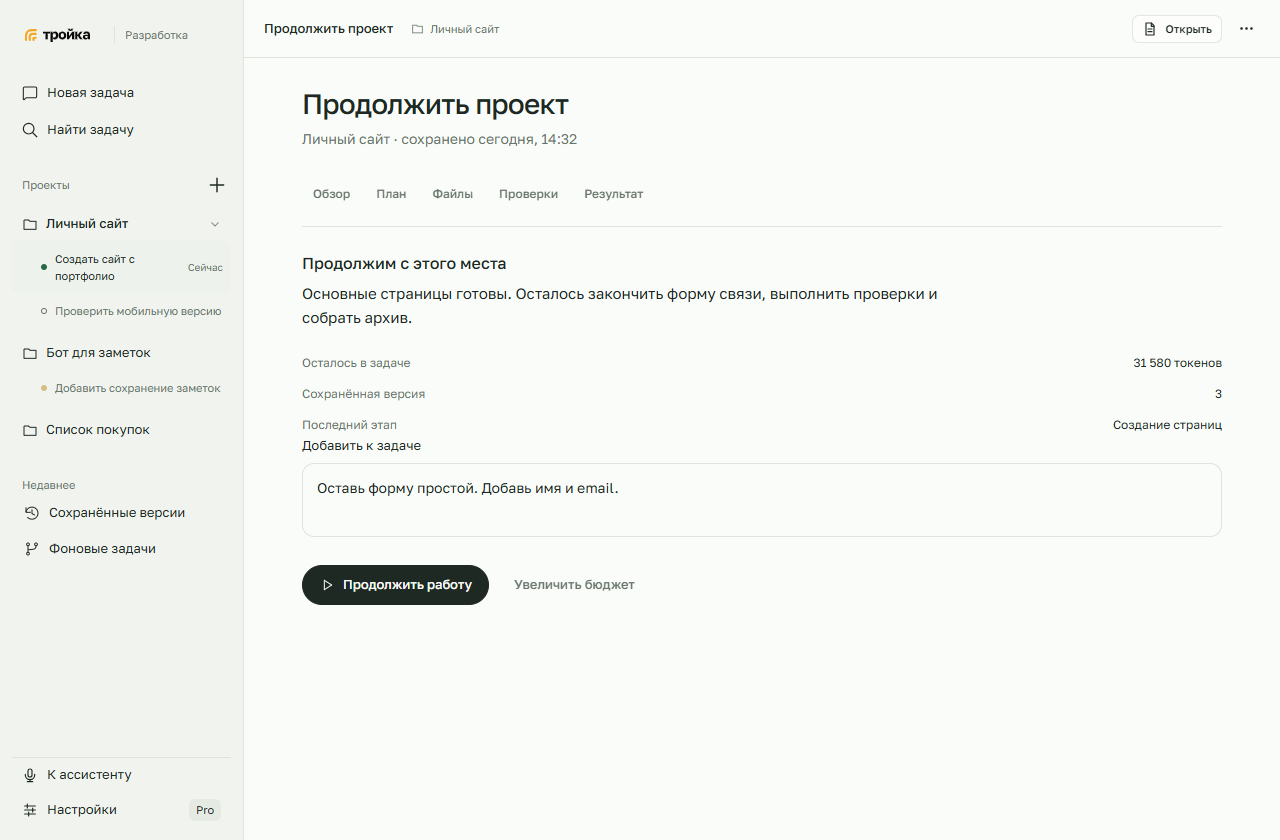 тройка
Разработка
Новая задача
Найти задачу
Проекты
Личный сайт
Создать сайт с
портфолио
Сейчас
Проверить мобильную версию
Бот для заметок
Добавить сохранение заметок
Список покупок
Недавнее
Сохранённые версии
Фоновые задачи
К ассистенту
Настройки
Pro
Продолжить проект
Личный сайт
Открыть
Продолжить проект
Личный сайт · сохранено сегодня, 14:32
Обзор
План
Файлы
Проверки
Результат
Продолжим с этого места
Основные страницы готовы. Осталось закончить форму связи, выполнить проверки и
собрать архив.
Осталось в задаче
31 580 токенов
Сохранённая версия
3
Последний этап
Создание страниц
Добавить к задаче
Оставь форму простой. Добавь имя и email.
Продолжить работу
Увеличить бюджет